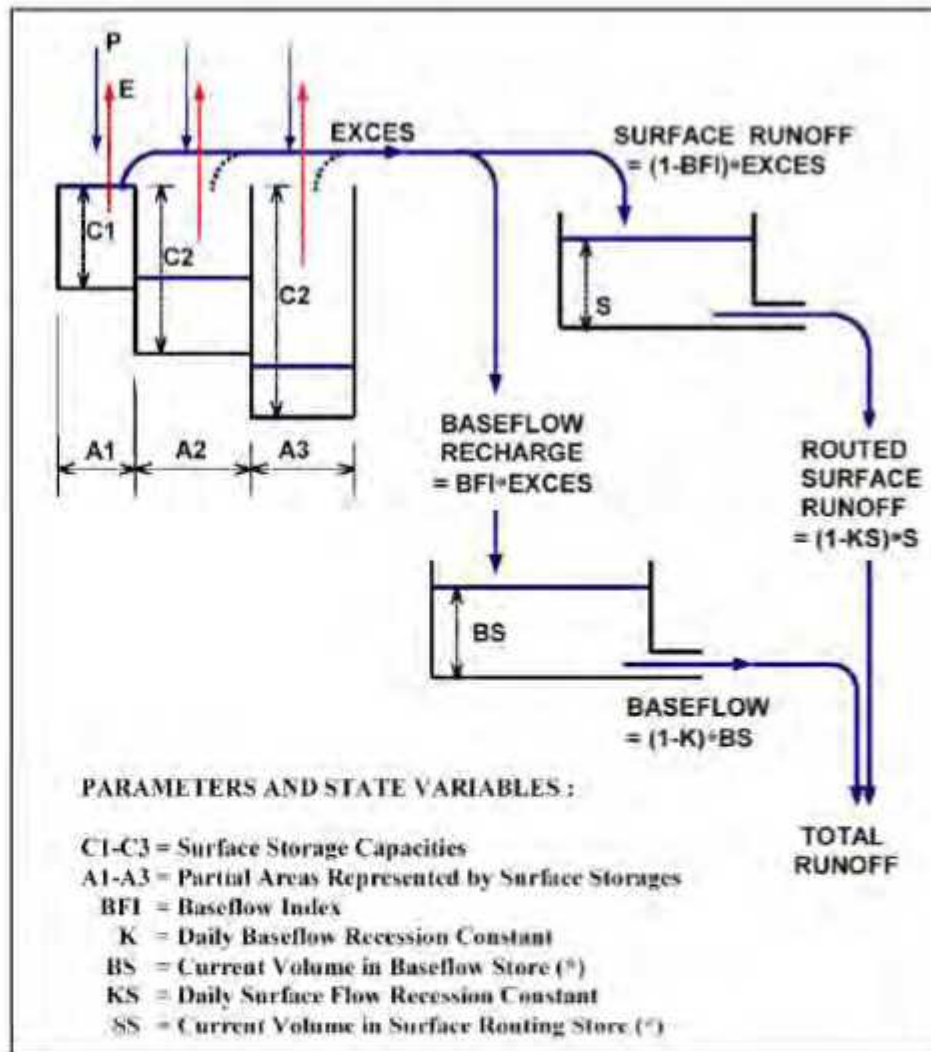 P
E
EXCES
SURFACE RUNOFF
= (1-BFI)*EXCES
C1
C2
C2
S
A1
A2
A3
BASEFLOW
RECHARGE
= BFI*EXCES
ROUTED
SURFACE
RUNOFF
= (1-KS)*S
BS
BASEFLOW
= (1-K)*BS
TOTAL
RUNOFF
PARAMETERS AND STATE VARIABLES :
C1-C3 = Surface Storage Capacities
A1-A3 = Partial Areas Represented by Surface Storages
BFI = Baseflow Index
K = Daily Baseflow Recession Constant
BS = Current Volume in Baseflow Store (*)
KS = Daily Surface Flow Recession Constant
SS = Current Volume in Surface Routing Store (*)